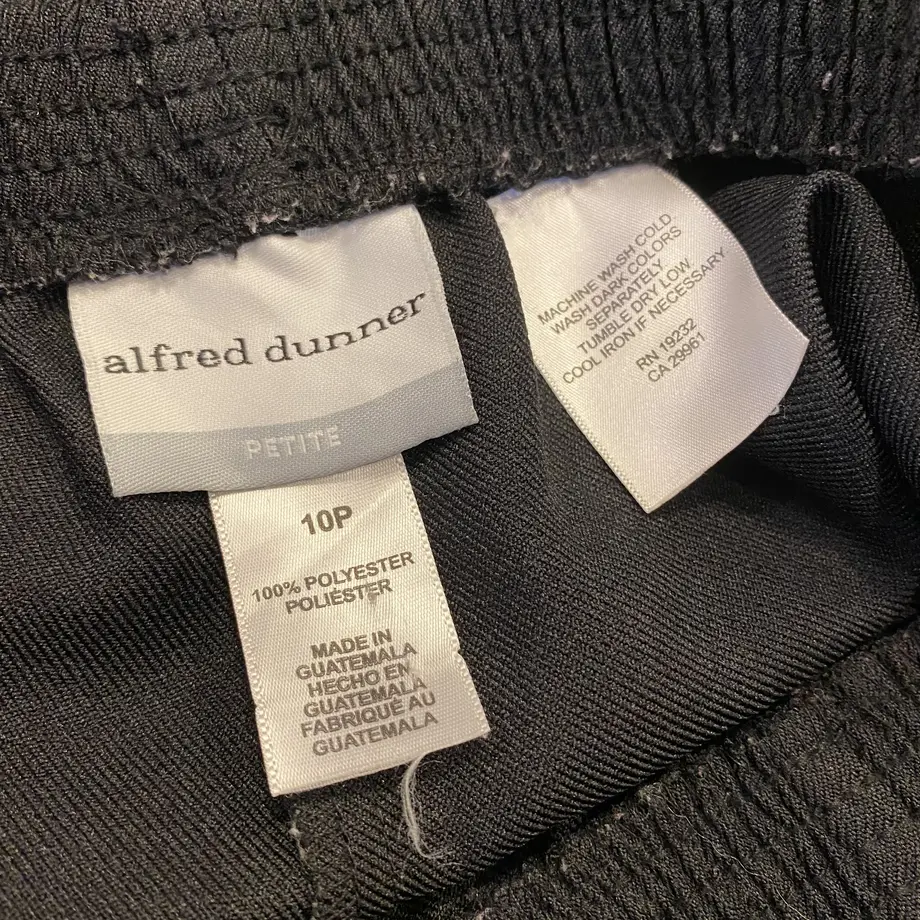 alfred dunner
PETITE
10P
100% POLYESTER
POLIÉSTER
MADE IN
GUATEMALA
HECHO EN
GUATEMALA
FABRIQUÉ AU
GUATEMALA
MACHINE WASH COLD
WASH DARK COLORS
SEPARATELY
TUMBLE DRY LOW
COOL IRON IF NECESSARY
RN 19232
CA 29961